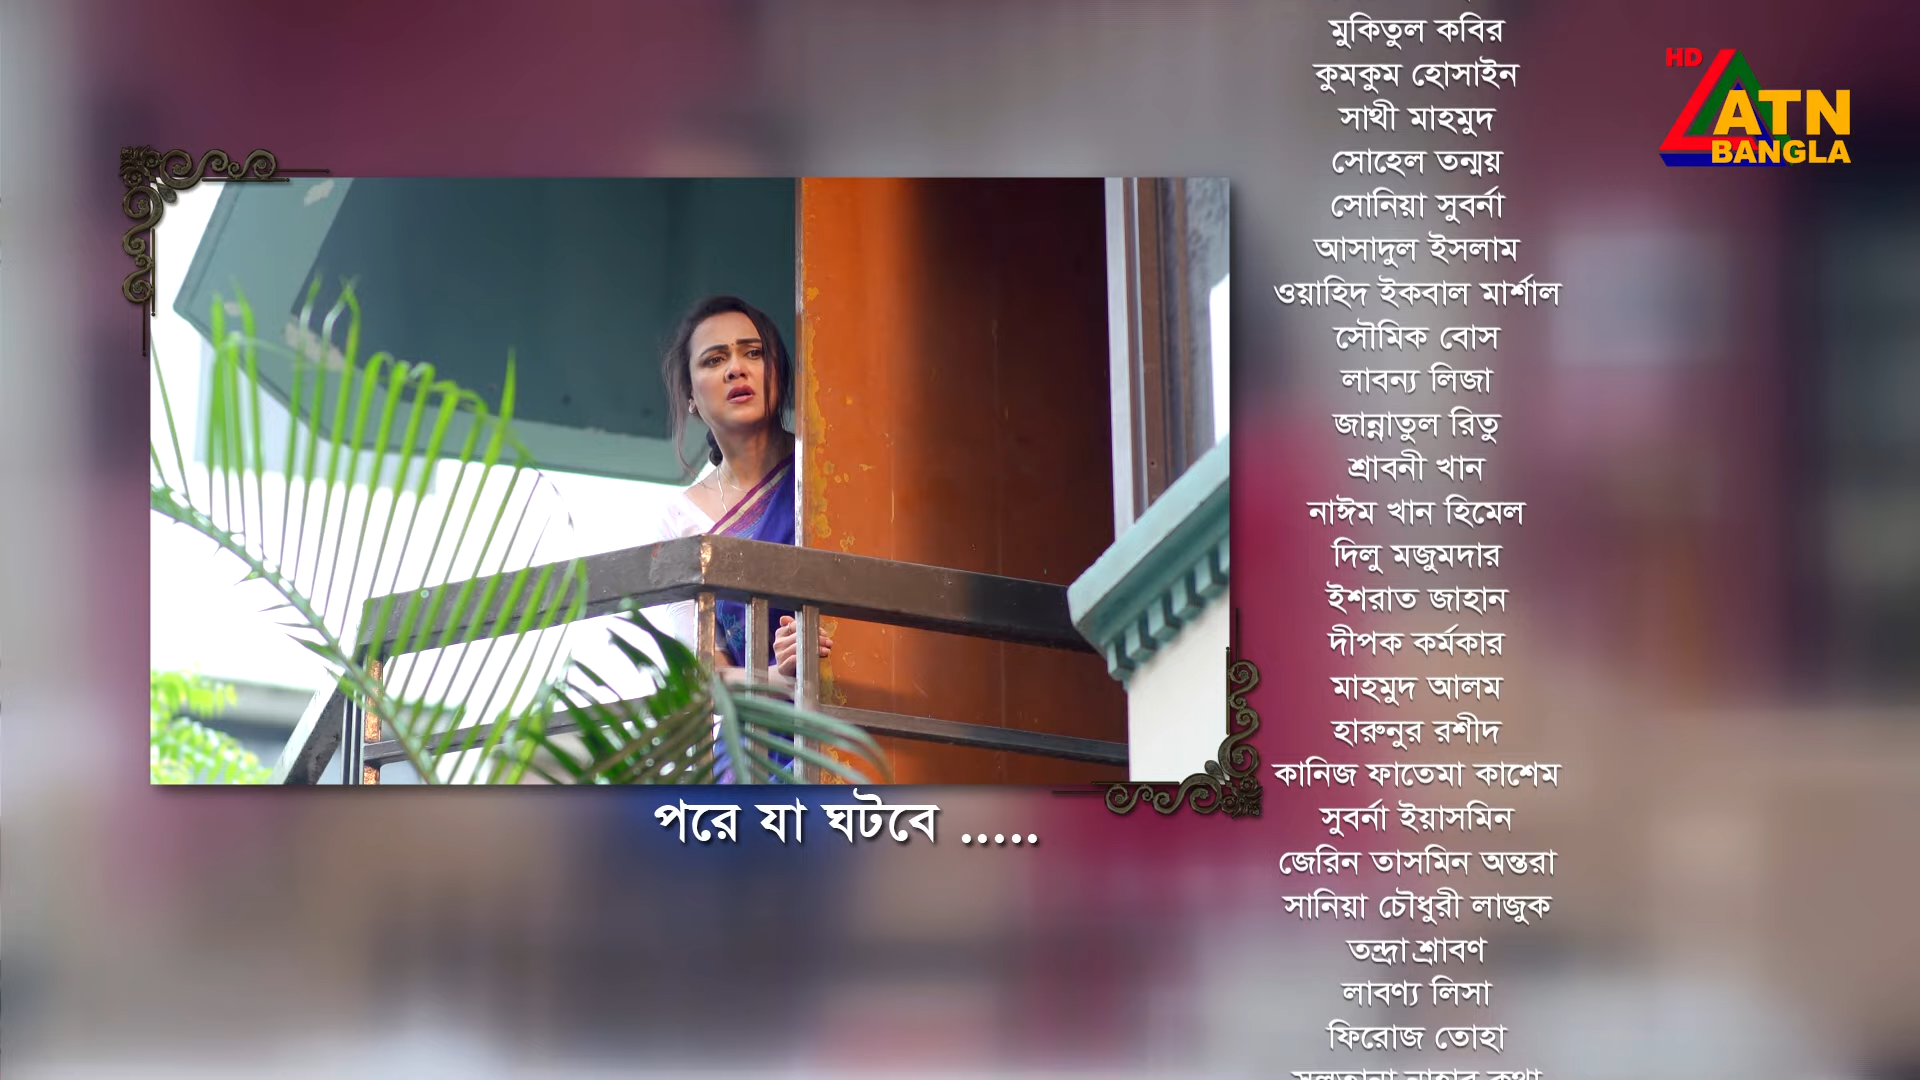 মুকিতুল কবির
কুমকুম হোসাইন
সাথী মাহমুদ
সোহেল তন্ময়
সোনিয়া সুবর্না
আসাদুল ইসলাম
ওয়াহিদ ইকবাল মার্শাল
সৌমিক বোস
লাবন্য লিজা
জান্নাতুল রিতু
শ্রাবনী খান
নাঈম খান হিমেল
দিলু মজুমদার
ইশরাত জাহান
দীপক কর্মকার
মাহমুদ আলম
হারুনুর রশীদ
কানিজ ফাতেমা কাশেম
সুবর্না ইয়াসমিন
জেরিন তাসমিন অন্তরা
সানিয়া চৌধুরী লাজুক
তন্দ্রা শ্রাবণ
লাবণ্য লিসা
ফিরোজ তোহা
পরে যা ঘটবে .....
HD
ATN
BANGLA